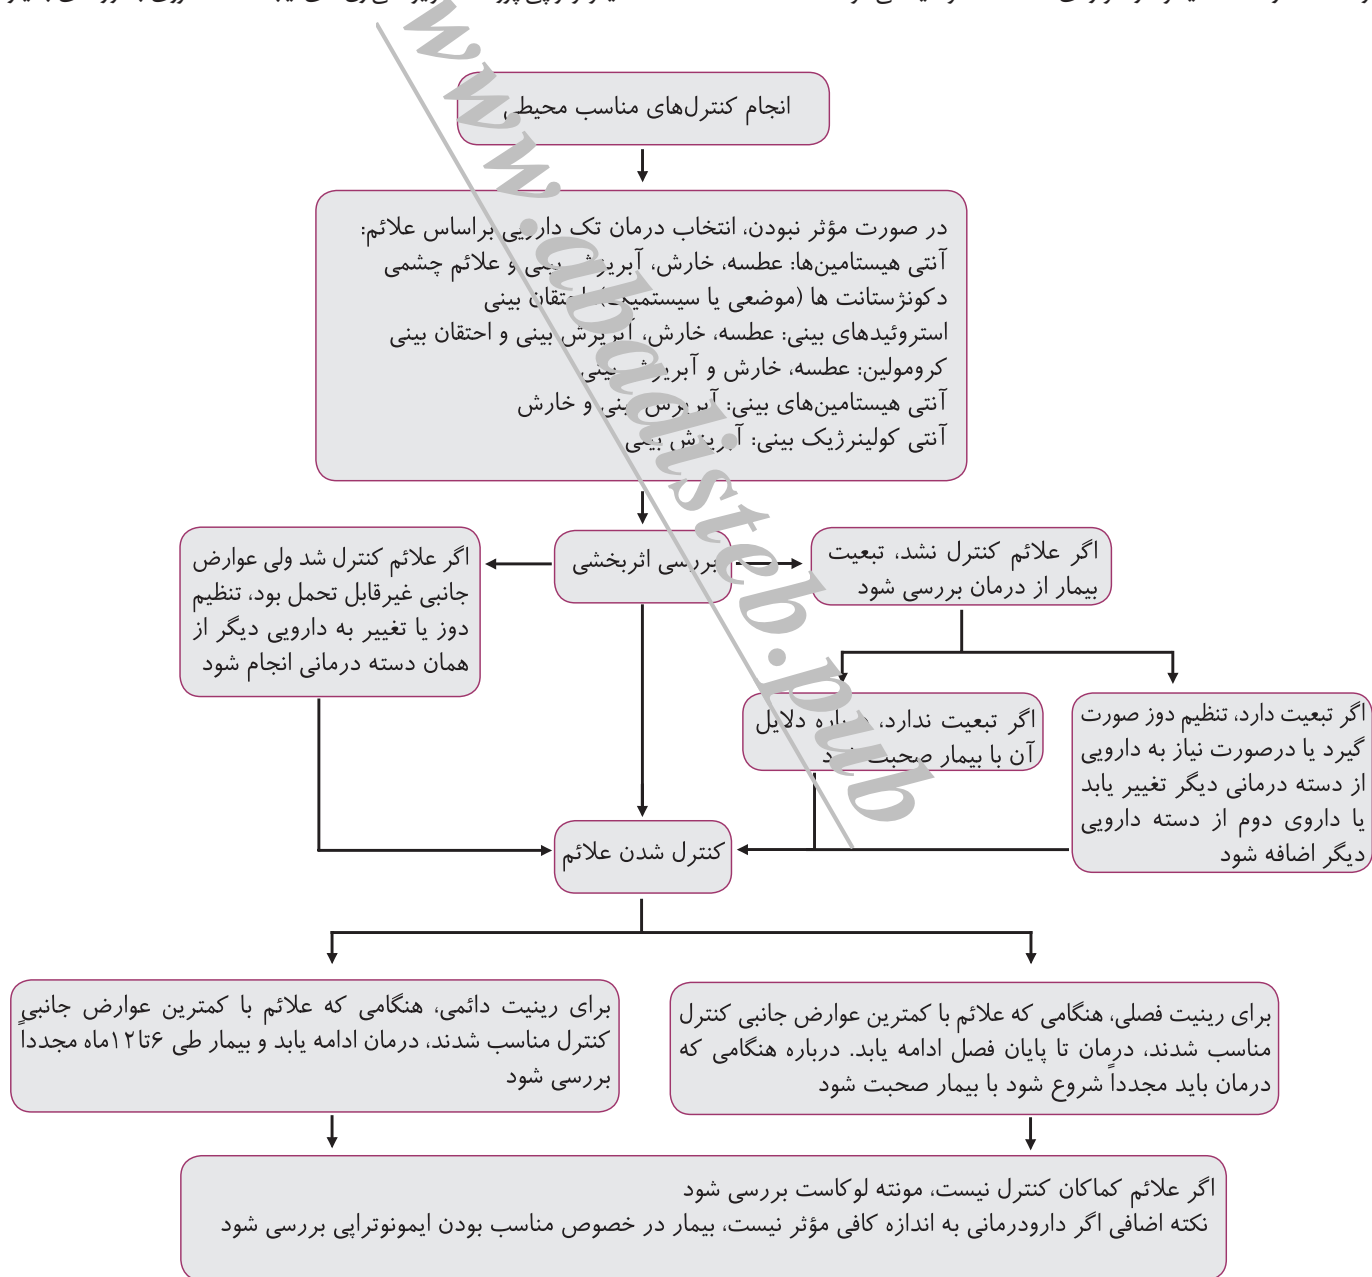 انجام کنترل‌های مناسب محیطی
در صورت مؤثر نبودن، انتخاب درمان تک دارویی براساس علائم:
آنتی هیستامین‌ها: عطسه، خارش، آبریزش بینی و علائم چشمی
دکونژستانت ها (موضعی یا سیستمیک): احتقان بینی
استروئیدهای بینی: عطسه، خارش، آبریزش بینی و احتقان بینی
کرومولین: عطسه، خارش و آبریزش بینی
آنتی هیستامین‌های بینی: آبریزش بینی و خارش
آنتی کولینرژیک بینی: آبریزش بینی
بررسی اثربخشی
اگر علائم کنترل نشد، تبعیت
بیمار از درمان بررسی شود
اگر علائم کنترل شد ولی عوارض
جانبی غیرقابل تحمل بود، تنظیم
دوز یا تغییر به دارویی دیگر از
همان دسته درمانی انجام شود
اگر تبعیت دارد، تنظیم دوز صورت
گیرد یا درصورت نیاز به دارویی
از دسته درمانی دیگر تغییر یابد
یا داروی دوم از دسته دارویی
دیگر اضافه شود
اگر تبعیت ندارد، درباره دلایل
آن با بیمار صحبت شود
کنترل شدن علائم
برای رینیت فصلی، هنگامی که علائم با کمترین عوارض جانبی کنترل
مناسب شدند، درمان تا پایان فصل ادامه یابد. درباره هنگامی که
درمان باید مجدداً شروع شود با بیمار صحبت شود
برای رینیت دائمی، هنگامی که علائم با کمترین عوارض جانبی
کنترل مناسب شدند، درمان ادامه یابد و بیمار طی ۶تا۱۲ماه مجدداً
بررسی شود
اگر علائم کماکان کنترل نیست، مونته لوکاست بررسی شود
نکته اضافی اگر دارودرمانی به اندازه کافی مؤثر نیست، بیمار در خصوص مناسب بودن ایمونوتراپی بررسی شود
www.abadisteb.pub